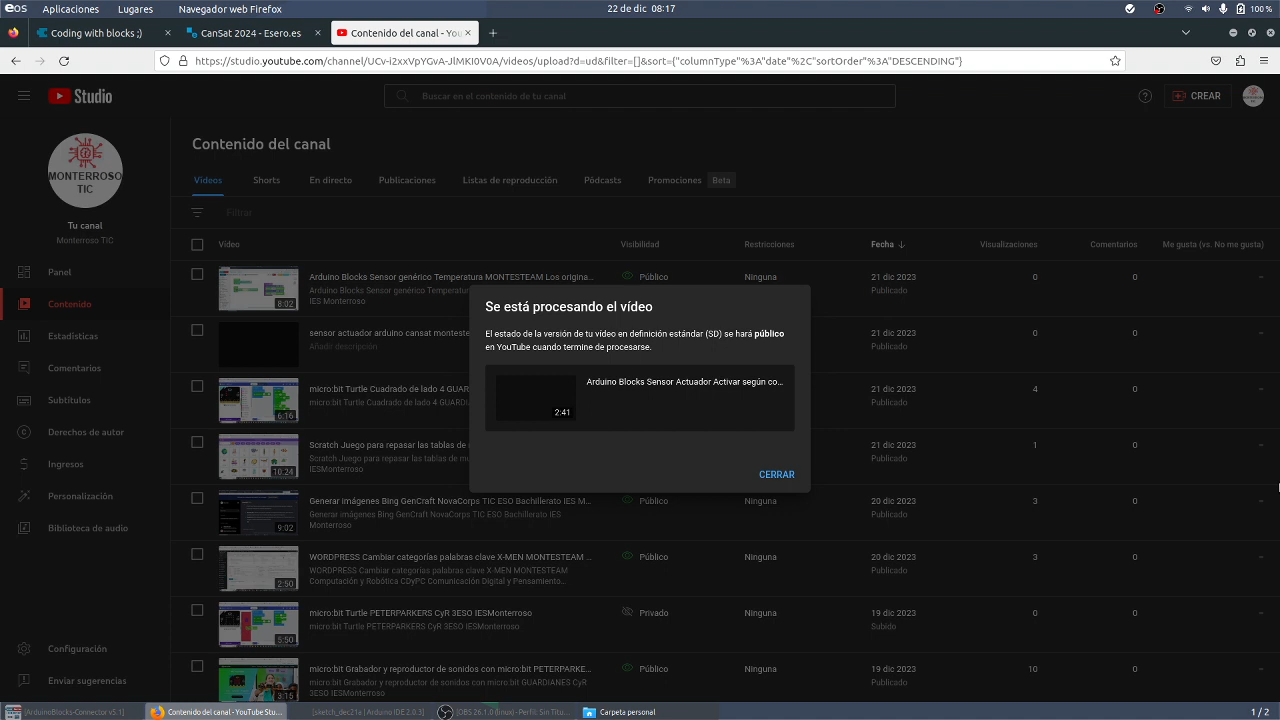 Aplicaciones Lugares Navegador web Firefox 22 de dic 08:17 100 %
Coding with blocks ;) CanSat 2024 - Esero.es Contenido del canal - You
https://studio.youtube.com/channel/UCv-i2xxVpYGvA-JlMKI0V0A/videos/upload?d=ud&filter=[]&sort={"columnType"%3A"date"%2C"sortOrder"%3A"DESCENDING"}
Studio Buscar en el contenido de tu canal CREAR
MONTERROSO
TIC
Tu canal
Monterroso TIC
Panel
Contenido
Estadísticas
Comentarios
Subtítulos
Derechos de autor
Ingresos
Personalización
Biblioteca de audio
Configuración
Enviar sugerencias
Contenido del canal
Vídeos Shorts En directo Publicaciones Listas de reproducción Pódcasts Promociones Beta
Filtrar
Vídeo Visibilidad Restricciones Fecha Visualizaciones Comentarios Me gusta (vs. No me gusta)
8:02 Arduino Blocks Sensor genérico Temperatura MONTESTEAM Los origina... Público Ninguna 21 dic 2023 0 0 –
Arduino Blocks Sensor genérico Temperatura Publicado
IES Monterroso
sensor actuador arduino cansat monteste 21 dic 2023 0 –
Añadir descripción Publicado
6:16 micro:bit Turtle Cuadrado de lado 4 GUAR 21 dic 2023 4 0 –
micro:bit Turtle Cuadrado de lado 4 GUARD Publicado
10:24 Scratch Juego para repasar las tablas de 21 dic 2023 1 0 –
Scratch Juego para repasar las tablas de mu Publicado
IESMonterroso
9:02 Generar imágenes Bing GenCraft NovaCorps TIC ESO Bachillerato IES M... Público Ninguna 20 dic 2023 3 0 –
Generar imágenes Bing GenCraft NovaCorps TIC ESO Bachillerato IES Publicado
Monterroso
2:50 WORDPRESS Cambiar categorías palabras clave X-MEN MONTESTEAM ... Público Ninguna 20 dic 2023 3 0 –
WORDPRESS Cambiar categorías palabras clave X-MEN MONTESTEAM Publicado
Computación y Robótica CDyPC Comunicación Digital y Pensamiento...
5:50 micro:bit Turtle PETERPARKERS CyR 3ESO IESMonterroso Privado Ninguna 19 dic 2023 0 0 –
micro:bit Turtle PETERPARKERS CyR 3ESO IESMonterroso Subido
3:15 micro:bit Grabador y reproductor de sonidos con micro:bit PETERPARKE... Público Ninguna 19 dic 2023 10 0 –
micro:bit Grabador y reproductor de sonidos con micro:bit GUARDIANES CyR Publicado
3ESO IESMonterroso
Se está procesando el vídeo
El estado de la versión de tu vídeo en definición estándar (SD) se hará público
en YouTube cuando termine de procesarse.
2:41 Arduino Blocks Sensor Actuador Activar según co...
CERRAR
[ArduinoBlocks-Connector v5.1] Contenido del canal - YouTube Stu... [sketch_dec21a | Arduino IDE 2.0.3] [OBS 26.1.0 (linux) - Perfil: Sin Títu... Carpeta personal 1 / 2